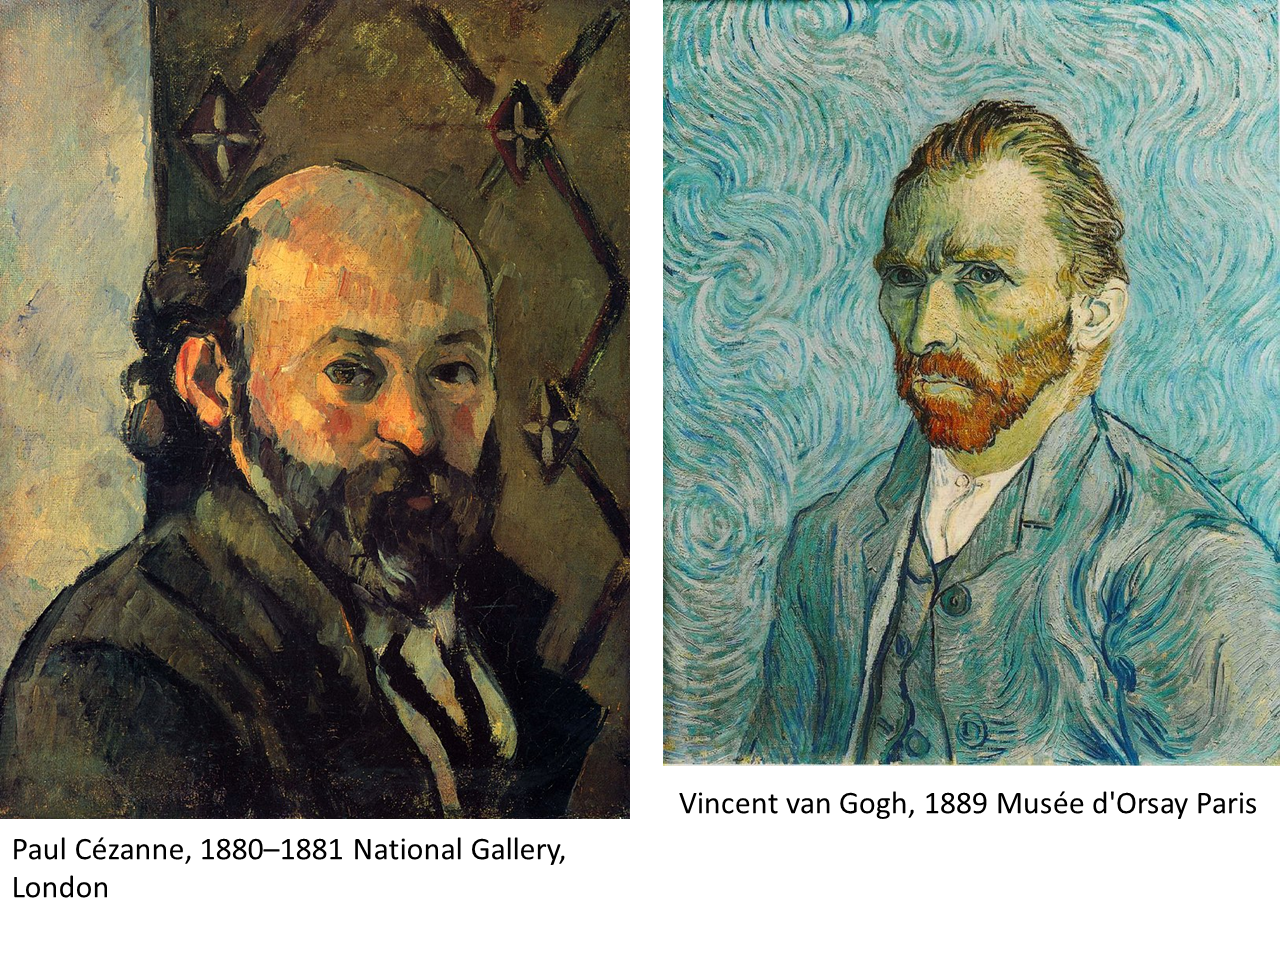 Paul Cézanne, 1880–1881 National Gallery,
London
Vincent van Gogh, 1889 Musée d'Orsay Paris